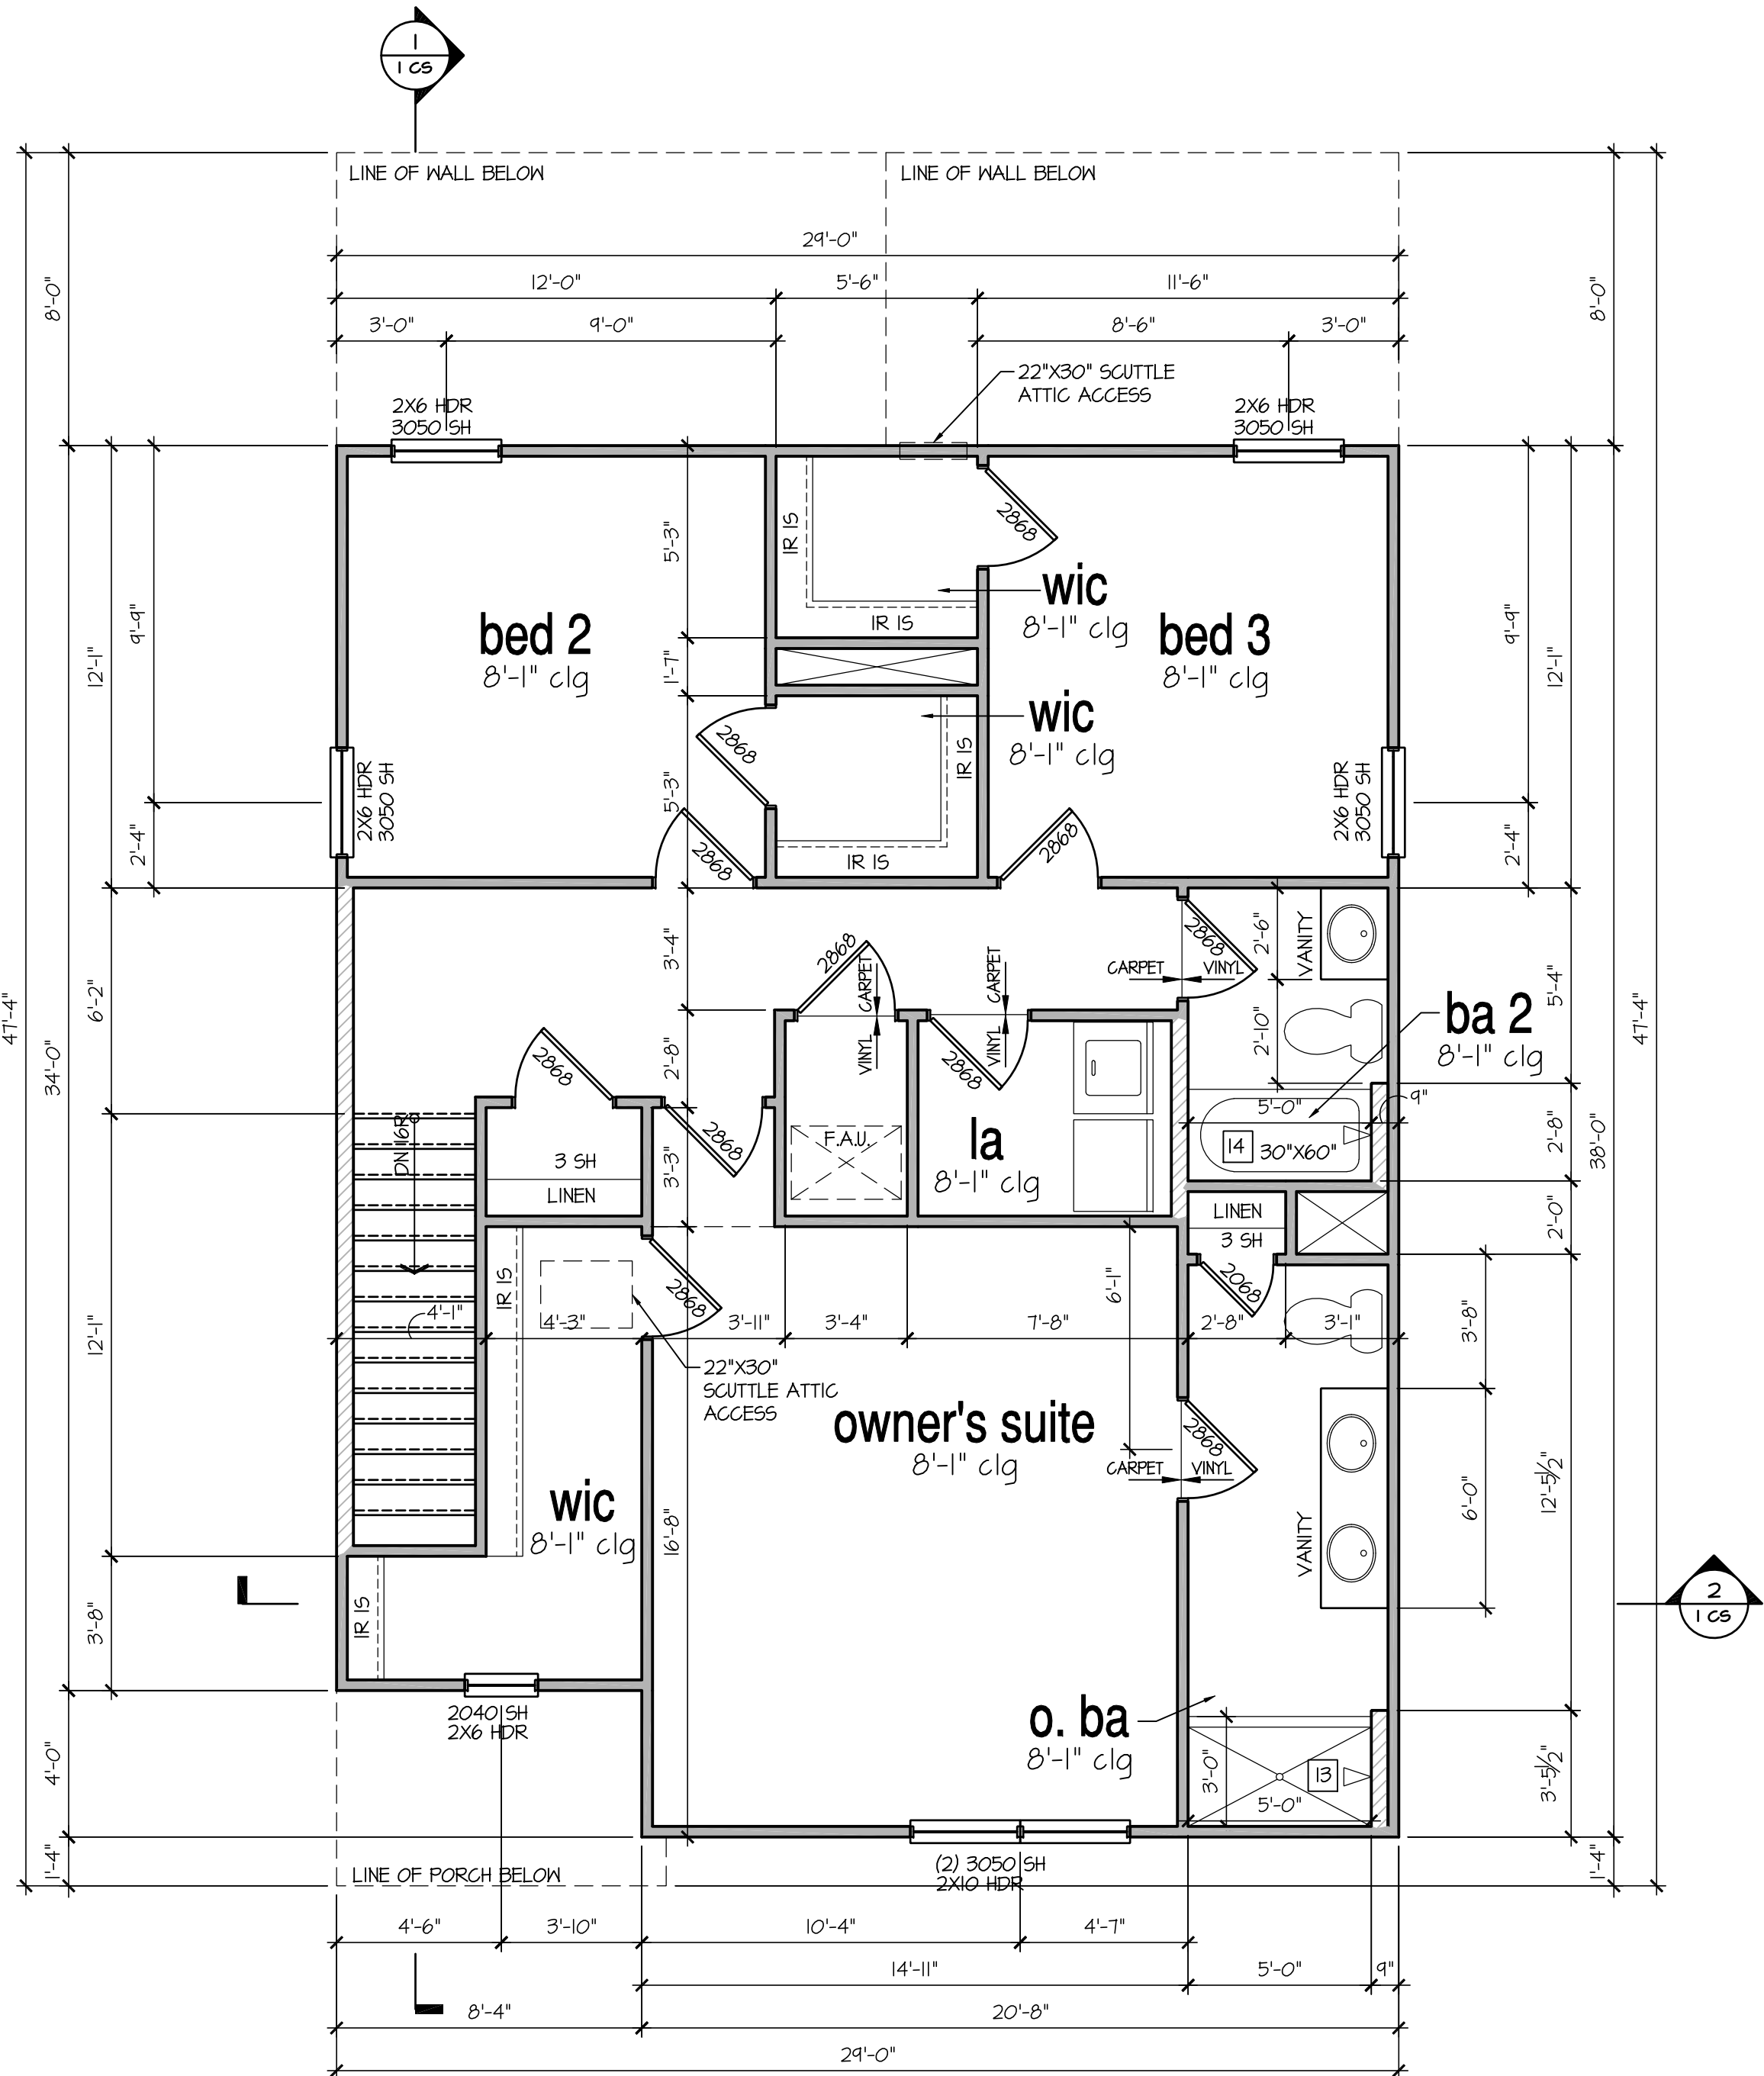 1
1 CS
LINE OF WALL BELOW
LINE OF WALL BELOW
29'-0"
12'-0"
5'-6"
11'-6"
3'-0"
9'-0"
8'-6"
3'-0"
8'-0"
8'-0"
22"X30" SCUTTLE
ATTIC ACCESS
2X6 HDR
3050 SH
2X6 HDR
3050 SH
2868
IR IS
IR IS
5'-3"
wic
8'-1" clg
bed 2
8'-1" clg
bed 3
8'-1" clg
9'-9"
12'-1"
9'-9"
12'-1"
1'-7"
wic
8'-1" clg
2868
IR IS
IR IS
5'-3"
2X6 HDR
3050 SH
2X6 HDR
3050 SH
2'-4"
2'-4"
2868
2868
3'-4"
2868
CARPET
VINYL
CARPET
VINYL
2868
CARPET
VINYL
2868
2'-6"
VANITY
2'-10"
5'-4"
ba 2
8'-1" clg
47'-4"
34'-0"
6'-2"
47'-4"
38'-0"
2'-8"
2868
2868
DN 16R
3 SH
LINEN
3'-3"
F.A.U.
la
8'-1" clg
5'-0"
9"
14
30"X60"
2'-8"
LINEN
3 SH
2'-0"
2068
IR IS
2868
4'-1"
4'-3"
3'-11"
3'-4"
7'-8"
6'-1"
2'-8"
3'-1"
3'-8"
12'-1"
22"X30"
SCUTTLE ATTIC
ACCESS
owner's suite
8'-1" clg
2868
CARPET
VINYL
wic
8'-1" clg
16'-8"
VANITY
6'-0"
12'-5½"
IR IS
3'-8"
2
1 CS
2040 SH
2X6 HDR
o. ba
8'-1" clg
3'-0"
13
5'-0"
3'-5½"
4'-0"
1'-4"
1'-4"
LINE OF PORCH BELOW
(2) 3050 SH
2X10 HDR
4'-6"
3'-10"
10'-4"
4'-7"
14'-11"
5'-0"
9"
8'-4"
20'-8"
29'-0"